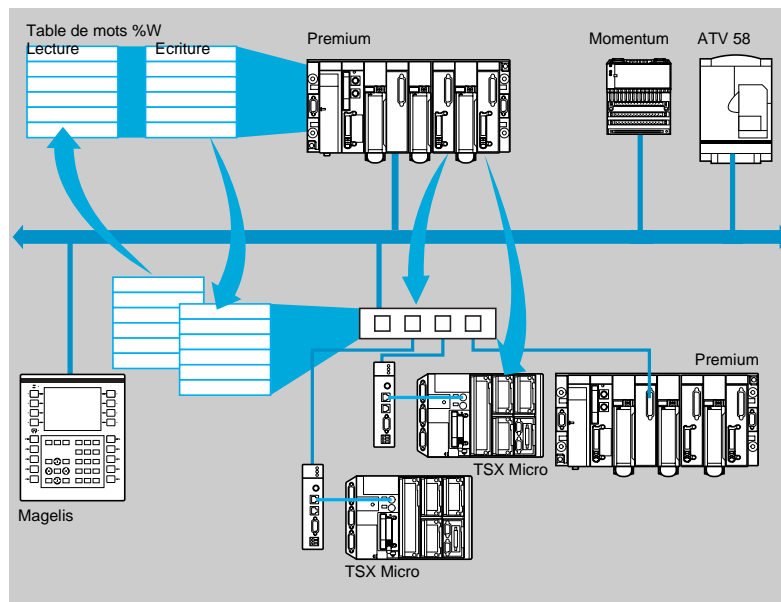 Table de mots %W
Lecture Ecriture
Premium
Momentum
ATV 58
Premium
TSX Micro
Magelis
TSX Micro